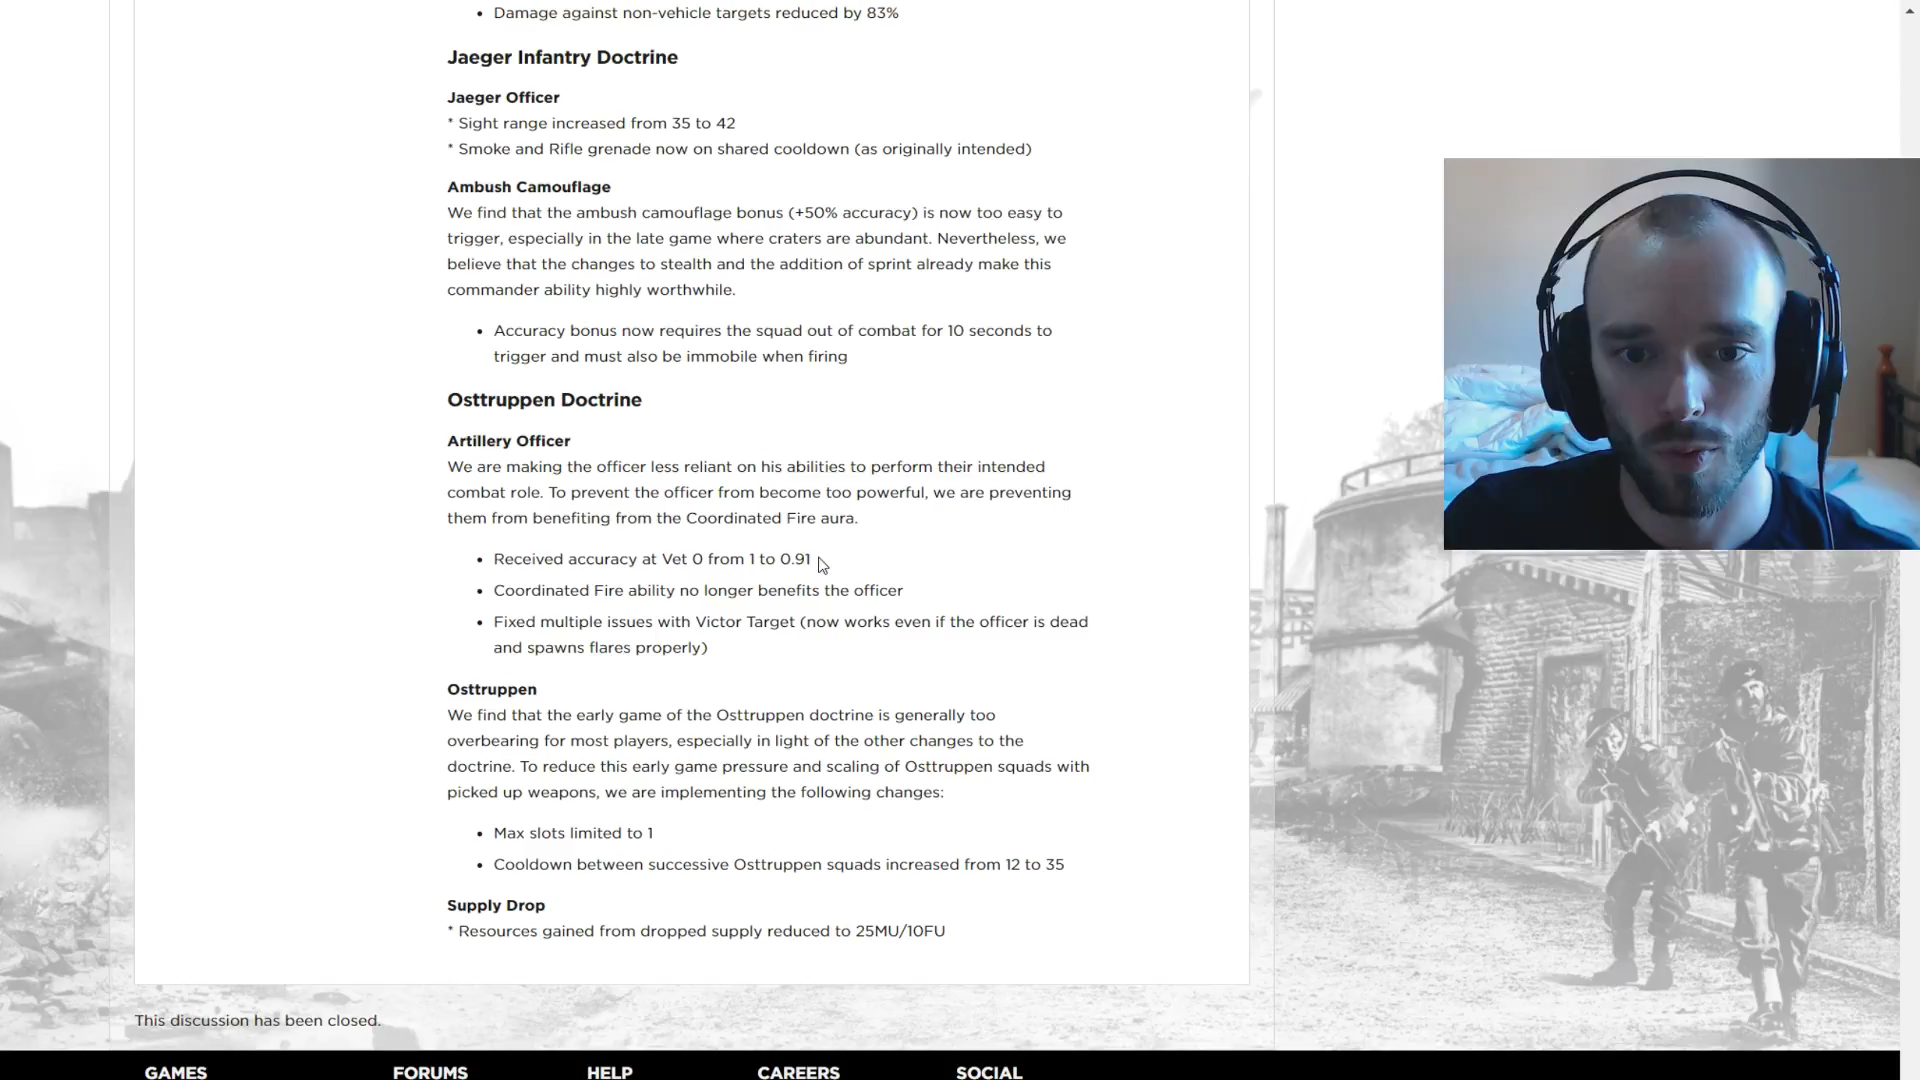 • Damage against non-vehicle targets reduced by 83%
Jaeger Infantry Doctrine
Jaeger Officer
* Sight range increased from 35 to 42
* Smoke and Rifle grenade now on shared cooldown (as originally intended)
Ambush Camouflage
We find that the ambush camouflage bonus (+50% accuracy) is now too easy to
trigger, especially in the late game where craters are abundant. Nevertheless, we
believe that the changes to stealth and the addition of sprint already make this
commander ability highly worthwhile.
• Accuracy bonus now requires the squad out of combat for 10 seconds to
trigger and must also be immobile when firing
Osttruppen Doctrine
Artillery Officer
We are making the officer less reliant on his abilities to perform their intended
combat role. To prevent the officer from become too powerful, we are preventing
them from benefiting from the Coordinated Fire aura.
• Received accuracy at Vet 0 from 1 to 0.91
• Coordinated Fire ability no longer benefits the officer
• Fixed multiple issues with Victor Target (now works even if the officer is dead
and spawns flares properly)
Osttruppen
We find that the early game of the Osttruppen doctrine is generally too
overbearing for most players, especially in light of the other changes to the
doctrine. To reduce this early game pressure and scaling of Osttruppen squads with
picked up weapons, we are implementing the following changes:
• Max slots limited to 1
• Cooldown between successive Osttruppen squads increased from 12 to 35
Supply Drop
* Resources gained from dropped supply reduced to 25MU/10FU
This discussion has been closed.
GAMES FORUMS HELP CAREERS SOCIAL